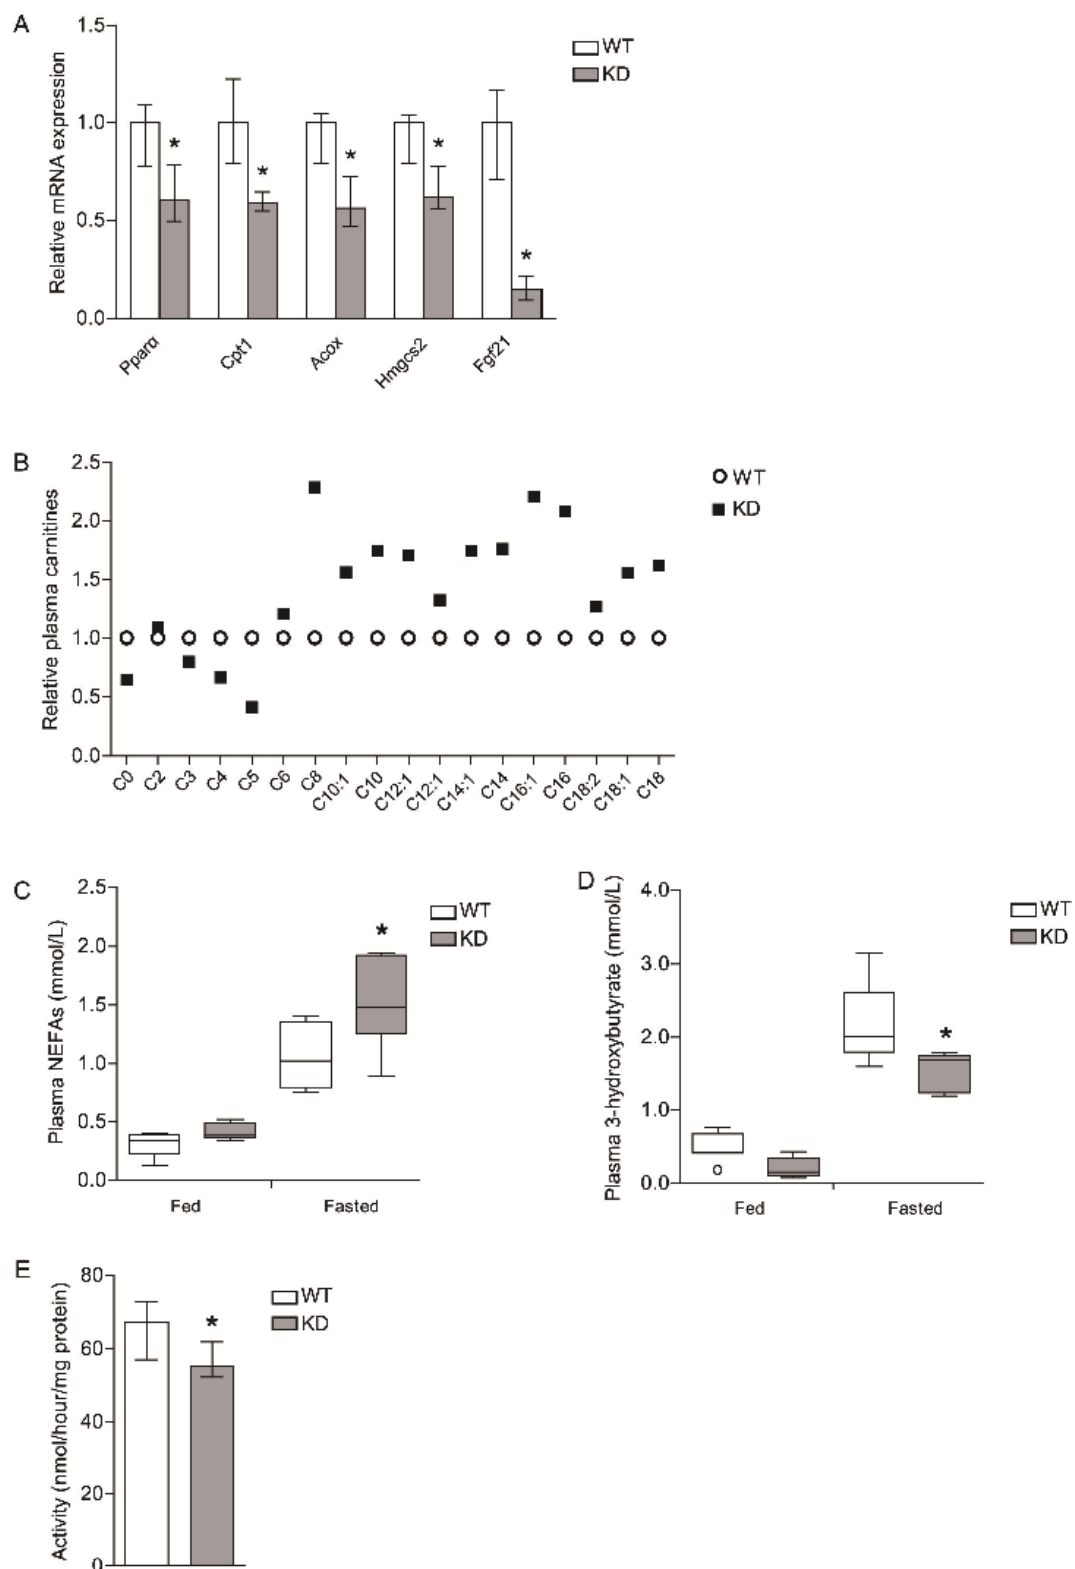 A
1.5
1.0
0.5
0.0
Relative mRNA expression
WT
KD
*
*
*
*
*
Pparα
Cpt1
Acox
Hmgcs2
Fgf21
B
2.5
2.0
1.5
1.0
0.5
0.0
Relative plasma carnitines
WT
KD
C0
C2
C3
C4
C5
C6
C8
C10:1
C10
C12:1
C12:1
C14:1
C14
C16:1
C16
C18:2
C18:1
C18
C
2.5
2.0
1.5
1.0
0.5
0.0
Plasma NEFAs (mmol/L)
WT
KD
*
Fed
Fasted
D
4.0
3.0
2.0
1.0
0.0
Plasma 3-hydroxybutyrate (mmol/L)
WT
KD
*
Fed
Fasted
E
80
60
40
20
0
Activity (nmol/hour/mg protein)
WT
KD
*